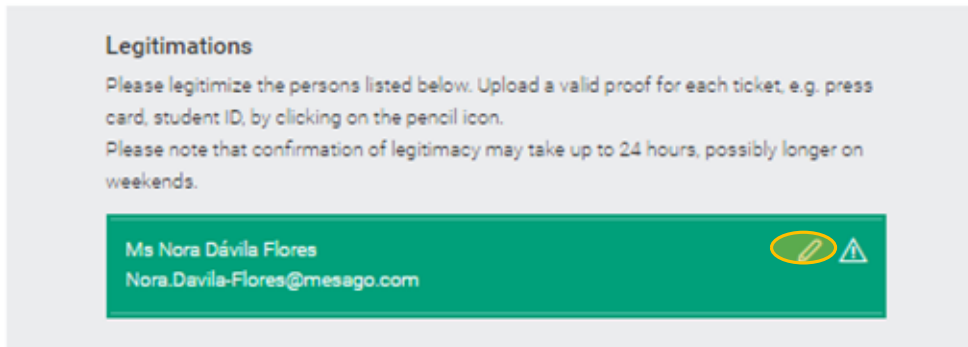 Legitimations
Please legitimize the persons listed below. Upload a valid proof for each ticket, e.g. press
card, student ID, by clicking on the pencil icon.
Please note that confirmation of legitimacy may take up to 24 hours, possibly longer on
weekends.
Ms Nora Dávila Flores
Nora.Davila-Flores@mesago.com